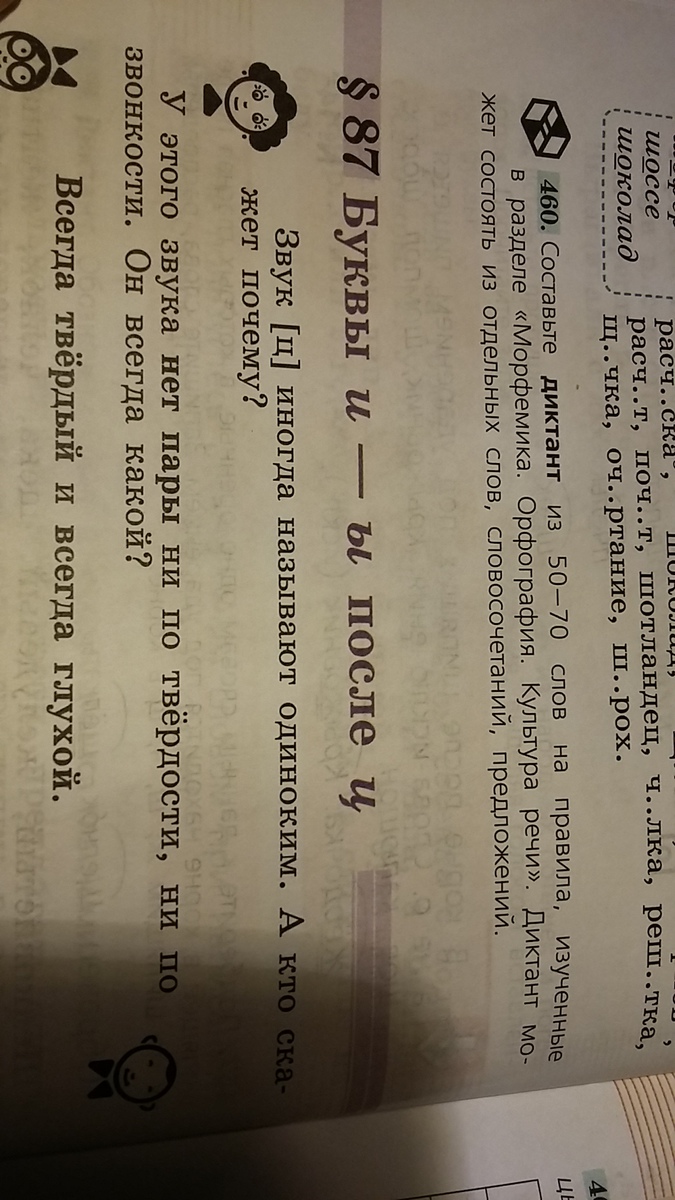 шоссе
шоколад
расч..ска,
расч..т, поч..т, шотландец, ч..лка, реш..тка,
щ..чка, оч..ртание, ш..рох.
460. Составьте диктант из 50—70 слов на правила, изученные
в разделе «Морфемика. Орфография. Культура речи». Диктант мо-
жет состоять из отдельных слов, словосочетаний, предложений.
§ 87 Буквы и — ы после ц
Звук [ц] иногда называют одиноким. А кто ска-
жет почему?
У этого звука нет пары ни по твёрдости, ни по
звонкости. Он всегда какой?
Всегда твёрдый и всегда глухой.